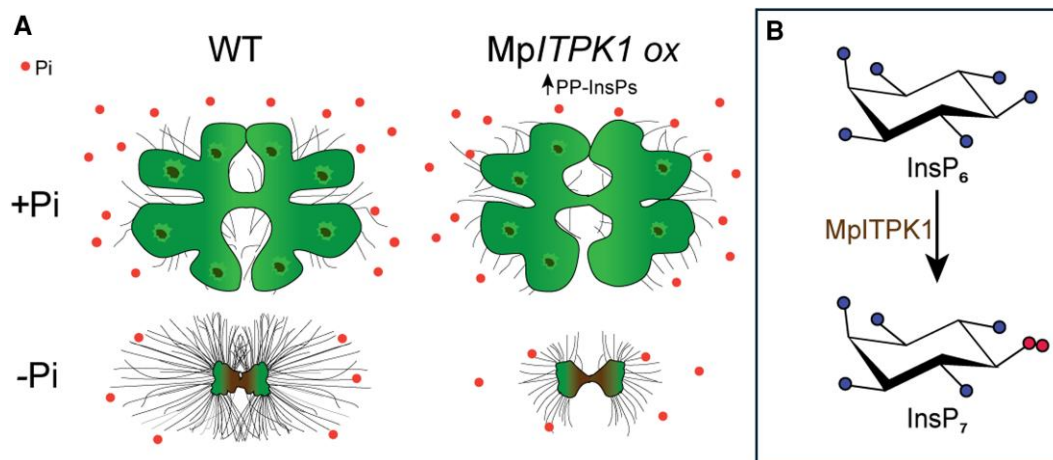 A
WT
MpITPK1 ox
↑PP-InsPs
Pi
+Pi
-Pi
B
InsP₆
MpITPK1
InsP₇